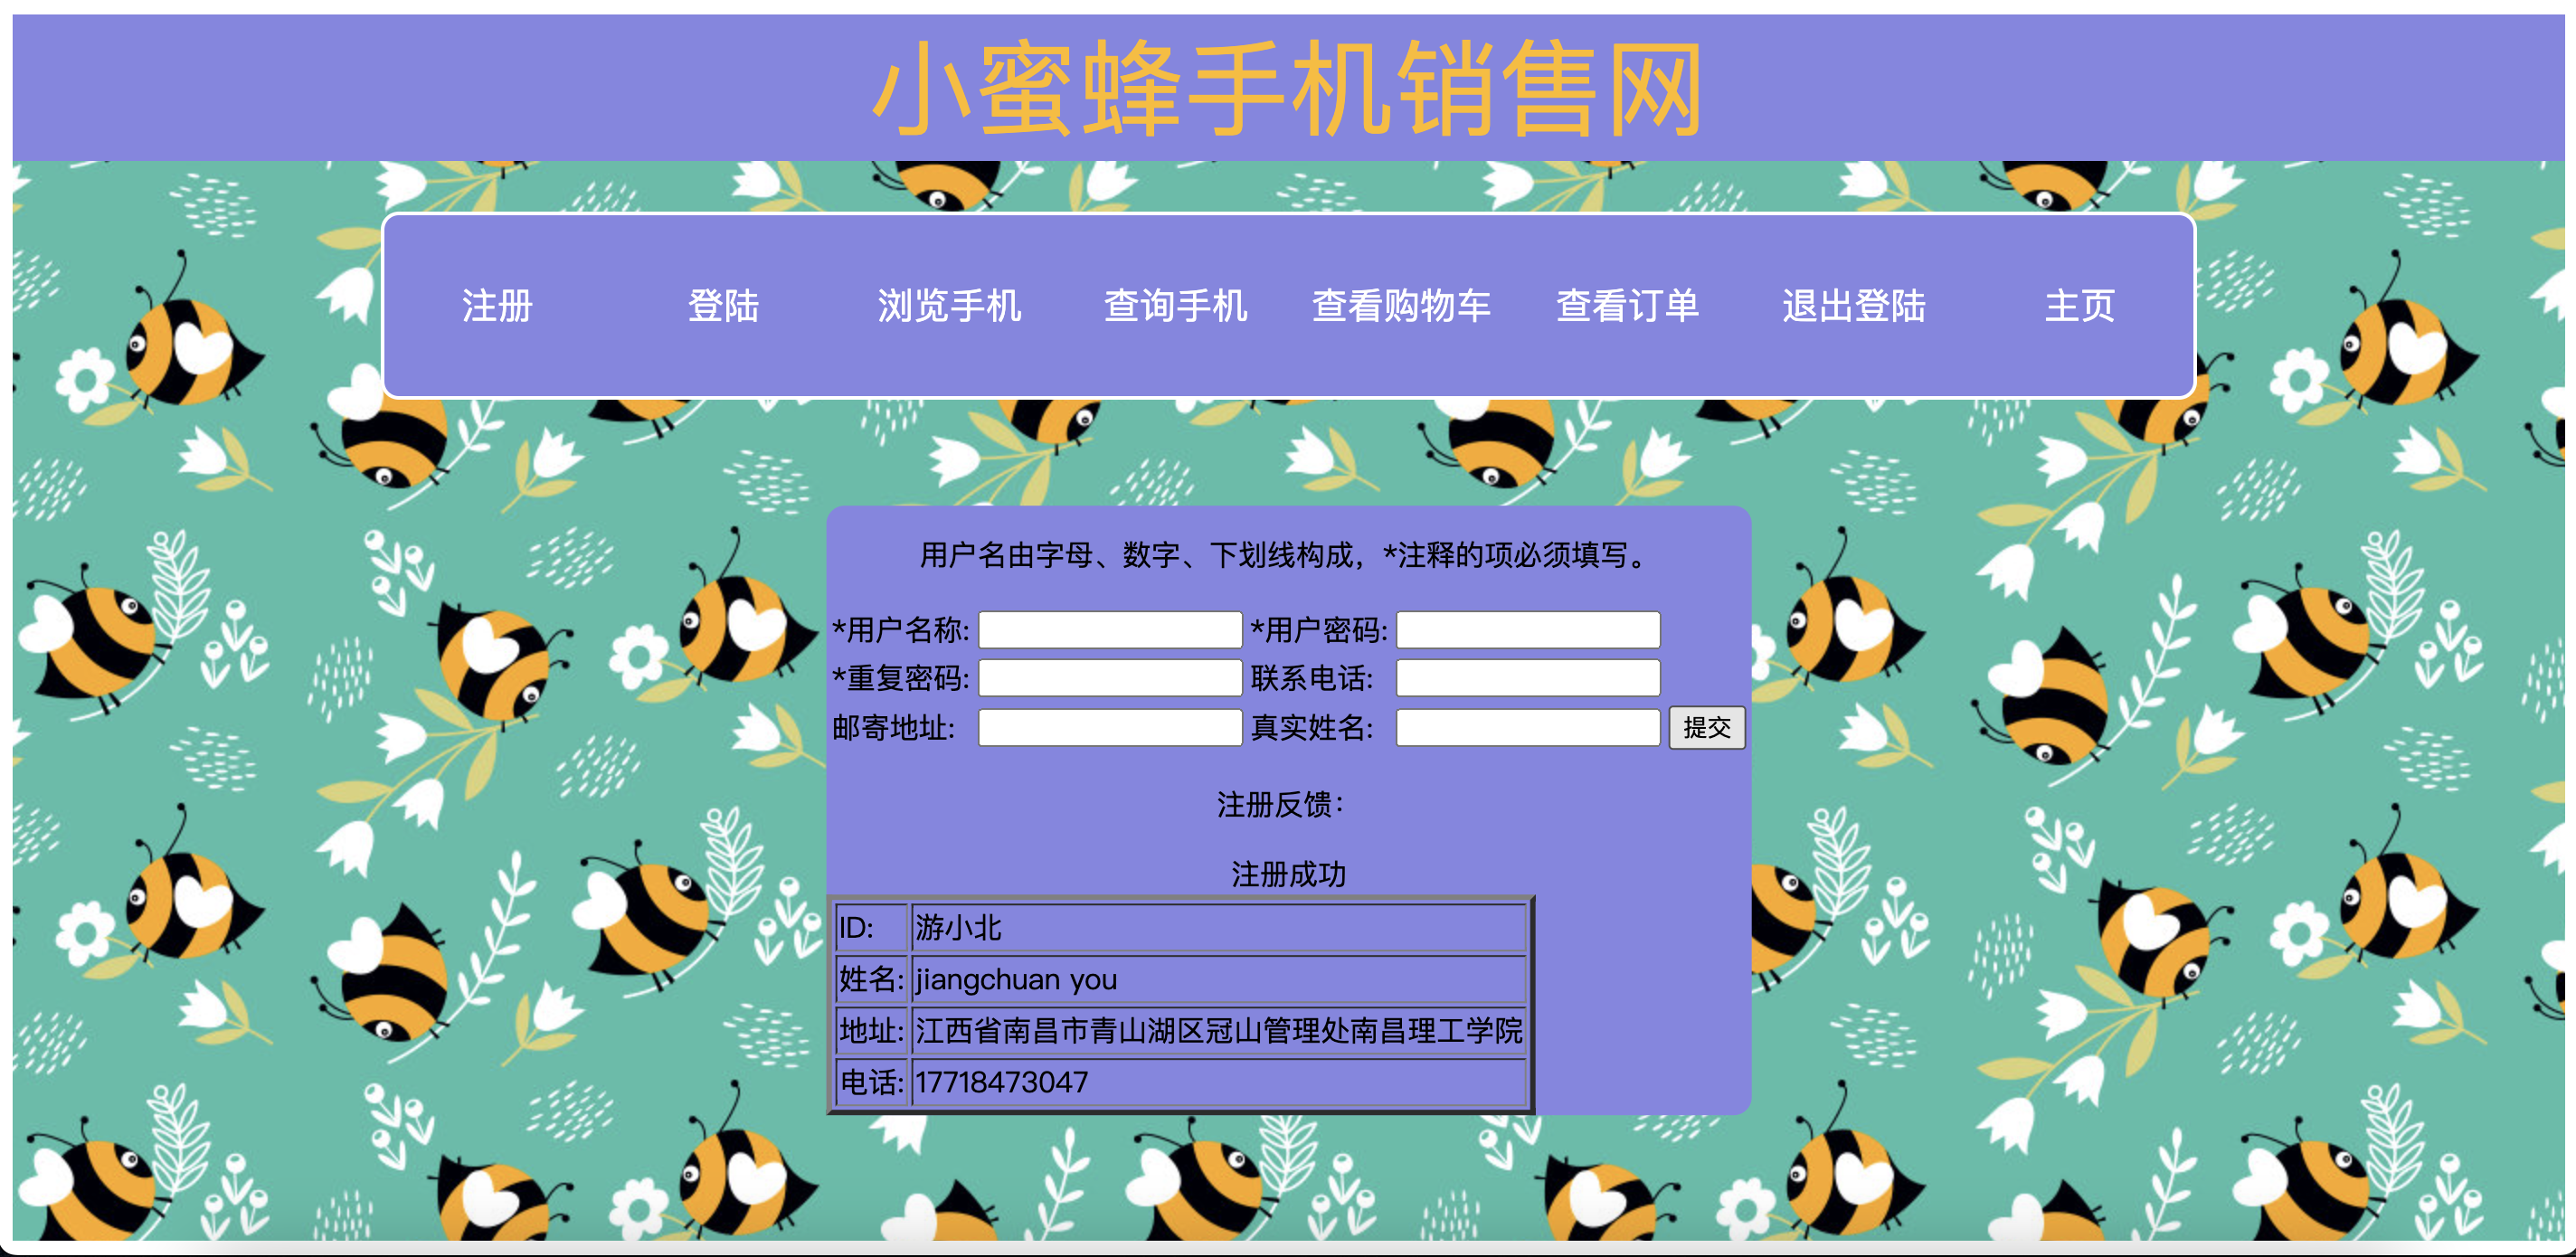 小蜜蜂手机销售网
注册 登陆 浏览手机 查询手机 查看购物车 查看订单 退出登陆 主页
用户名由字母、数字、下划线构成，*注释的项必须填写。
*用户名称: *用户密码:
*重复密码: 联系电话:
邮寄地址: 真实姓名: 提交
注册反馈：
注册成功
ID: 游小北
姓名: jiangchuan you
地址: 江西省南昌市青山湖区冠山管理处南昌理工学院
电话: 17718473047